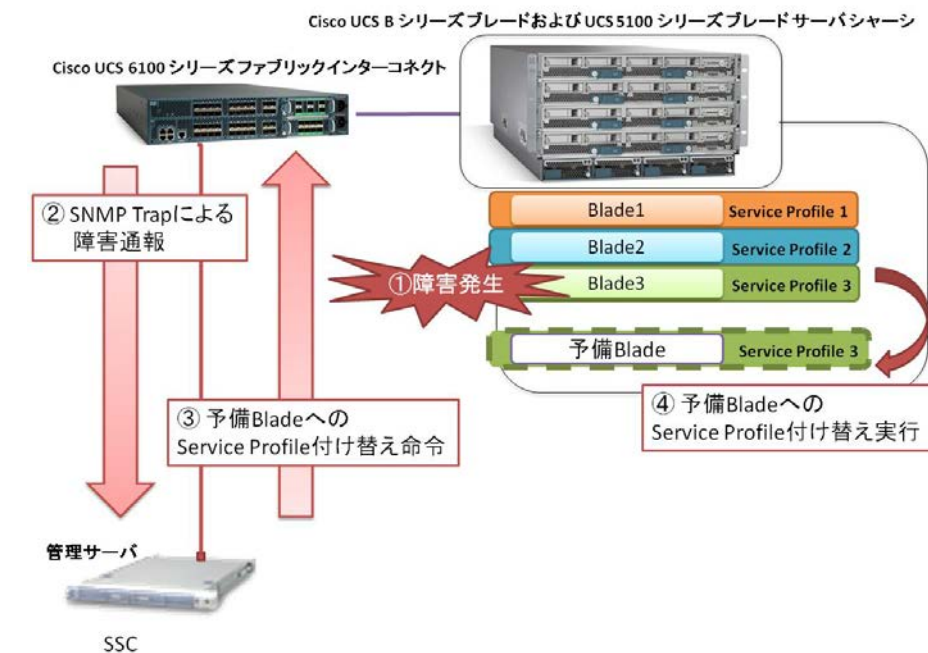 Cisco UCS B シリーズブレードおよび UCS 5100 シリーズブレード サーバシャーシ
Cisco UCS 6100 シリーズファブリックインターコネクト
② SNMP Trapによる
障害通報
①障害発生
Blade1 Service Profile 1
Blade2 Service Profile 2
Blade3 Service Profile 3
予備Blade Service Profile 3
③ 予備Bladeへの
Service Profile付け替え命令
④ 予備Bladeへの
Service Profile付け替え実行
管理サーバ
SSC